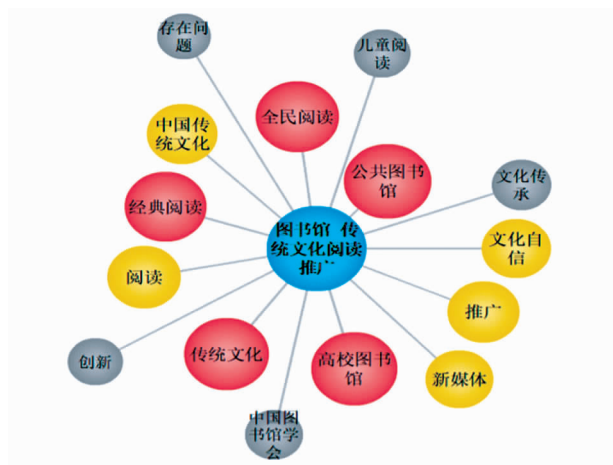 存在问
题
儿童阅
读
全民阅读
中国传
统文化
公共图书
馆
文化传
承
经典阅读
图书馆 传
统文化阅读
推广
文化自
信
阅读
推广
创新
传统文化
高校图书
馆
新媒体
中国图
书馆学
会